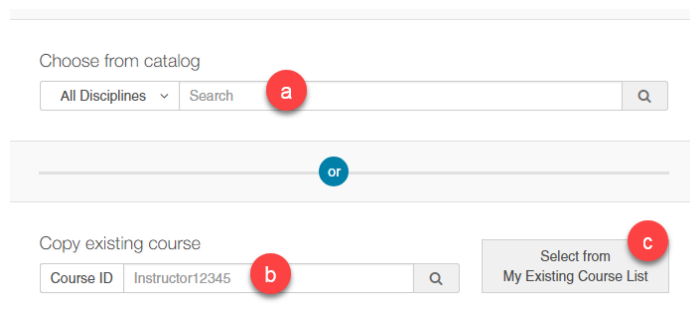 Choose from catalog
All Disciplines Search a
or
Copy existing course
Course ID Instructor12345 b
Select from c
My Existing Course List